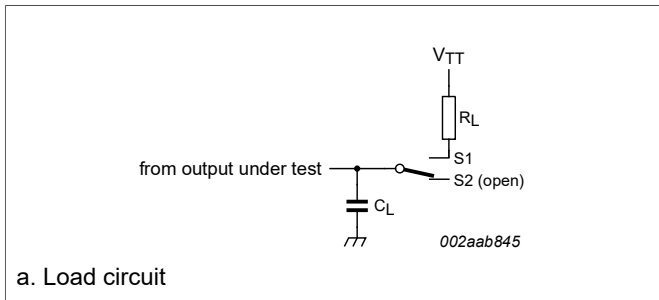 VTT
RL
S1
from output under test
S2 (open)
CL
002aab845
a. Load circuit